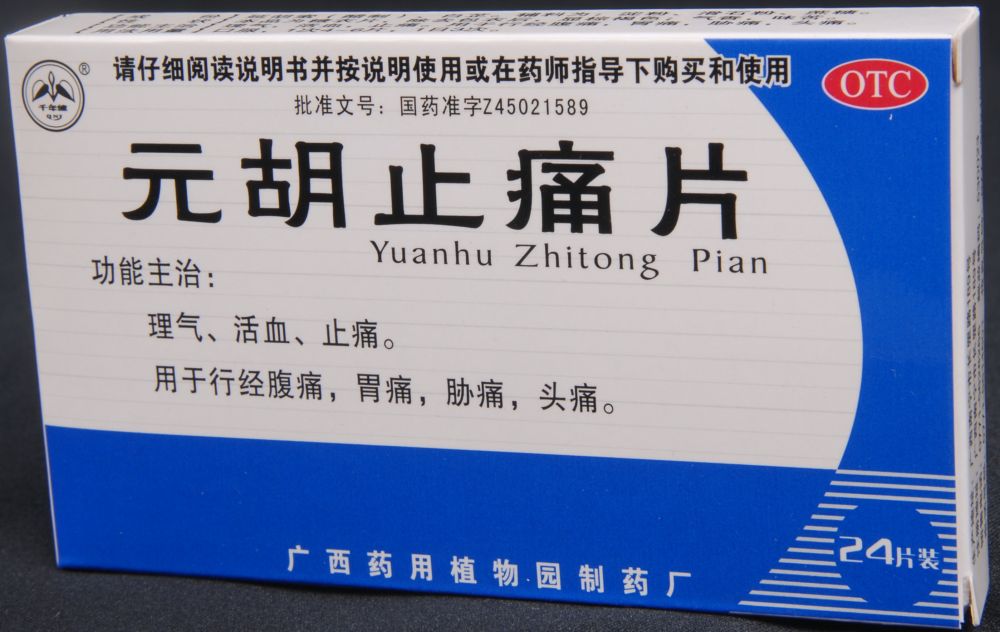 请仔细阅读说明书并按说明使用或在药师指导下购买和使用
OTC
千年健
®
批准文号：国药准字Z45021589
元胡止痛片
Yuanhu Zhitong Pian
功能主治：
理气、活血、止痛。
用于行经腹痛，胃痛，胁痛，头痛。
24片装
广西药用植物园制药厂